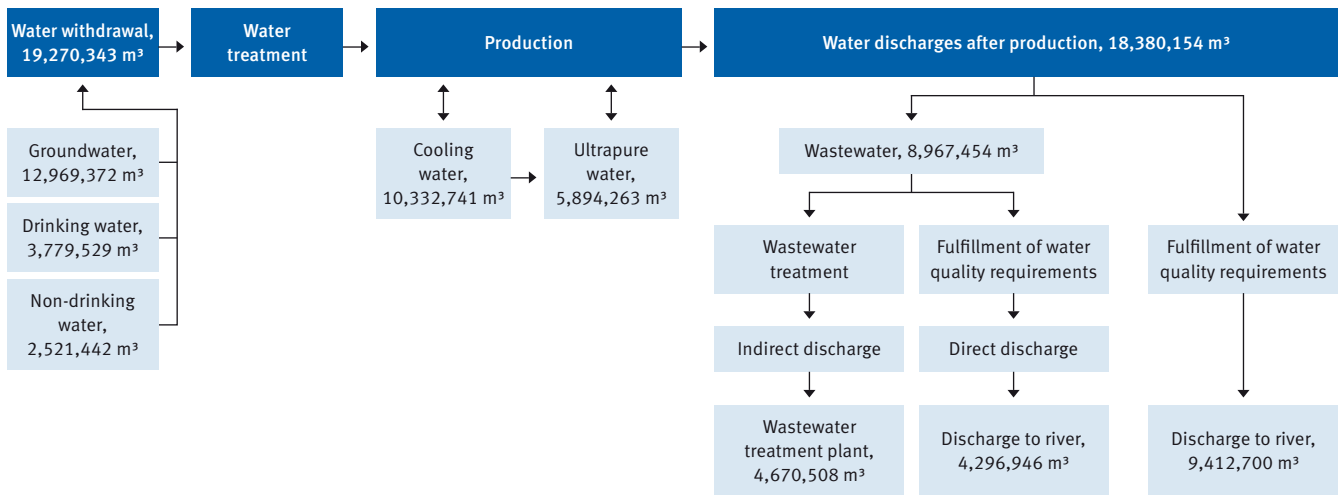 Water withdrawal,
19,270,343 m³
Water
treatment
Production
Water discharges after production, 18,380,154 m³
Groundwater,
12,969,372 m³
Drinking water,
3,779,529 m³
Non-drinking
water,
2,521,442 m³
Cooling
water,
10,332,741 m³
Ultrapure
water,
5,894,263 m³
Wastewater, 8,967,454 m³
Wastewater
treatment
Fulfillment of water
quality requirements
Fulfillment of water
quality requirements
Indirect discharge
Direct discharge
Wastewater
treatment plant,
4,670,508 m³
Discharge to river,
4,296,946 m³
Discharge to river,
9,412,700 m³